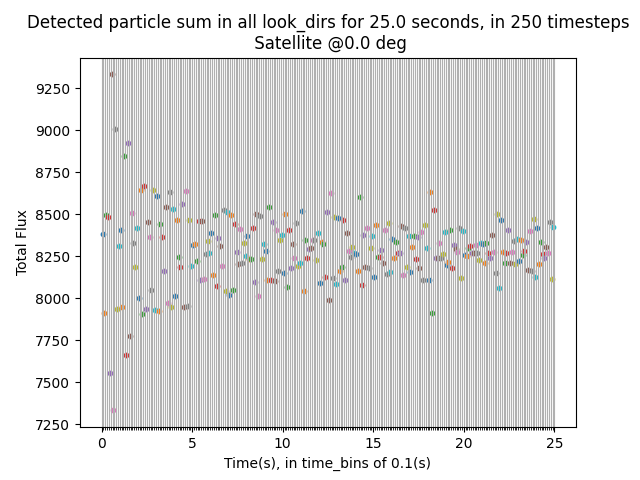 Detected particle sum in all look_dirs for 25.0 seconds, in 250 timesteps
Satellite @0.0 deg
Total Flux
9250
9000
8750
8500
8250
8000
7750
7500
7250
0 5 10 15 20 25
Time(s), in time_bins of 0.1(s)